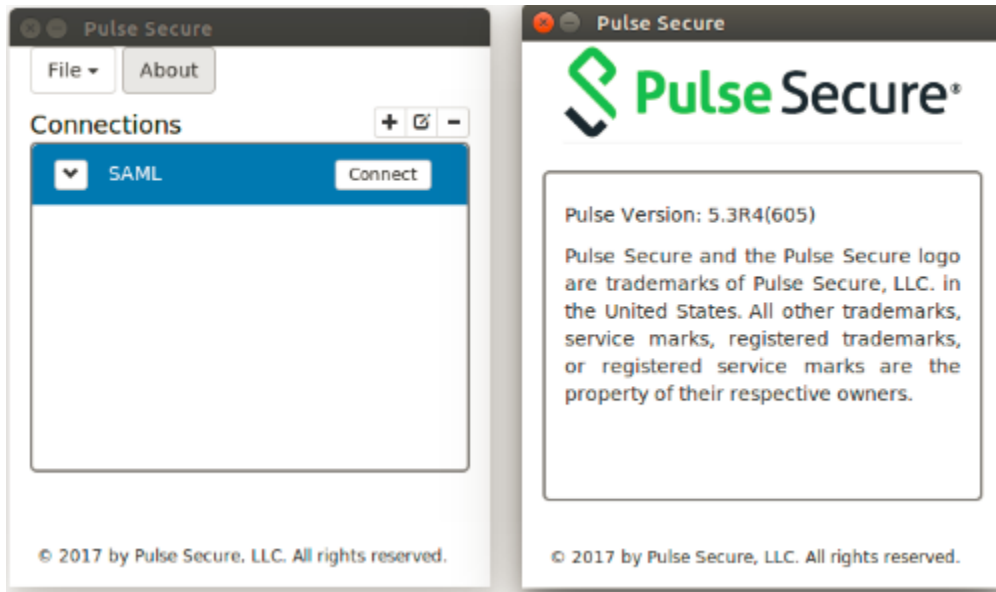 Pulse Secure
File
About
Connections
SAML
Connect
© 2017 by Pulse Secure, LLC. All rights reserved.
Pulse Secure
Pulse Secure®
Pulse Version: 5.3R4(605)
Pulse Secure and the Pulse Secure logo
are trademarks of Pulse Secure, LLC. in
the United States. All other trademarks,
service marks, registered trademarks,
or registered service marks are the
property of their respective owners.
© 2017 by Pulse Secure, LLC. All rights reserved.